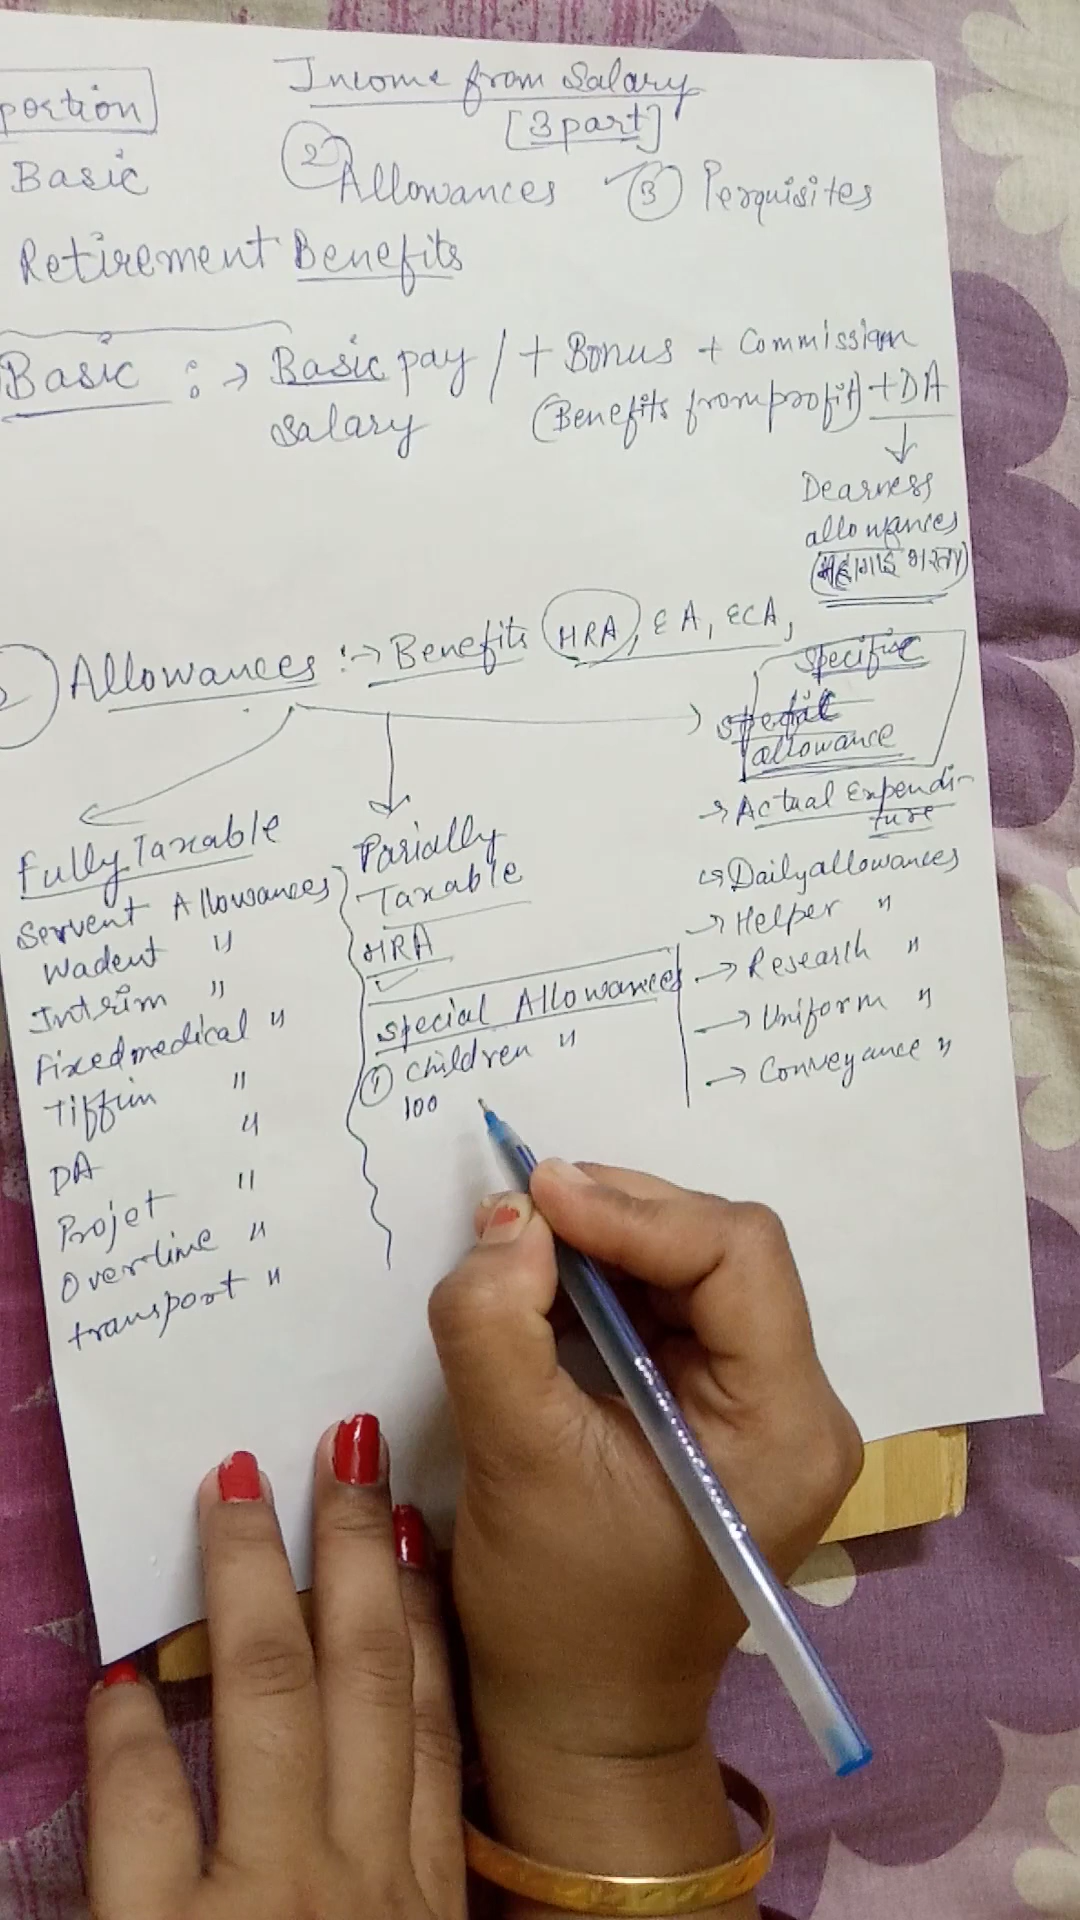 Income from Salary
[3 part]
portion
Basic
2 Allowances
3 Perquisites
Retirement Benefits
Basic :→ Basic pay / + Bonus + Commission
Salary (Benefits from profit) + DA
Dearness
allowances
Allowances :→ Benefits HRA, EA, ECA,
specific
allowance
→ Actual Expendi-
ture
Fully Taxable
Servent Allowances
Wadent "
Intrim "
Fixed medical "
Tiffin "
DA "
Projet "
Overtime "
transport "
Parially
Taxable
HRA
Special Allowances
① Children "
100
→ Daily allowances
→ Helper "
→ Research "
→ Uniform "
→ Conveyance "